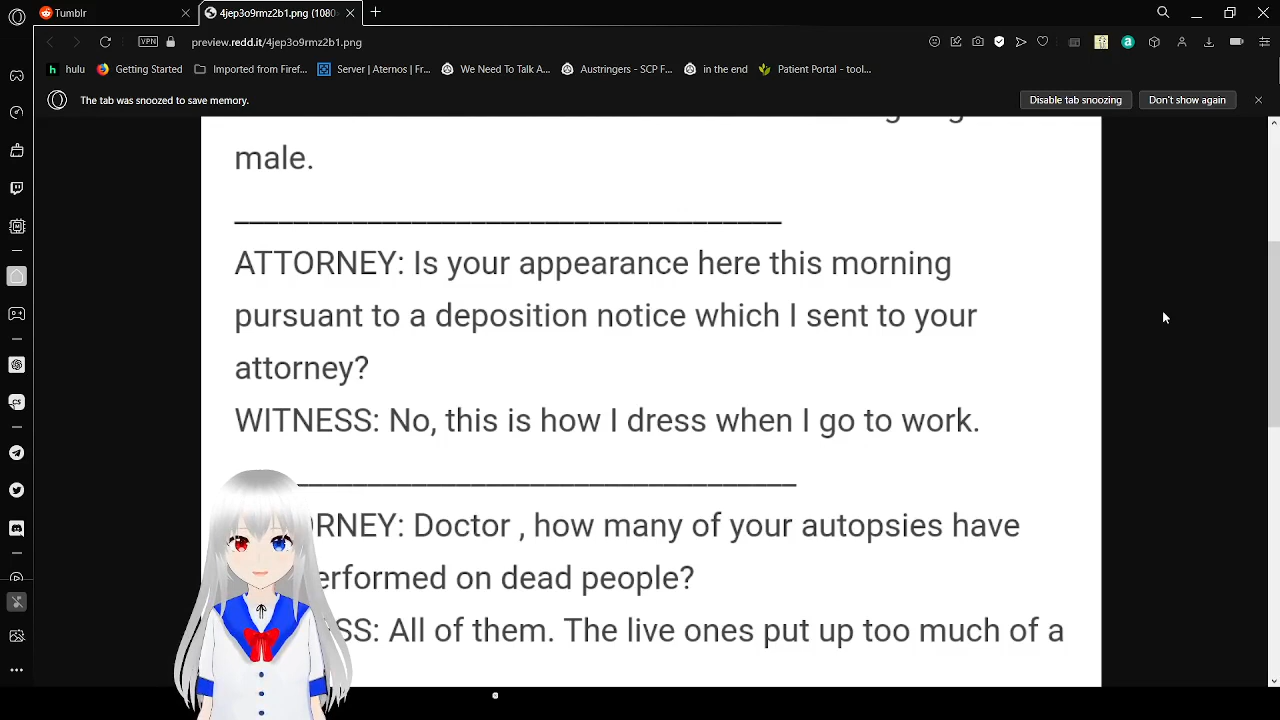 Tumblr
4jep3o9rmz2b1.png (1080
VPN
preview.redd.it/4jep3o9rmz2b1.png
hulu
Getting Started
Imported from Firef...
Server | Aternos | Fr...
We Need To Talk A...
Austringers - SCP F...
in the end
Patient Portal - tool...
The tab was snoozed to save memory.
Disable tab snoozing
Don't show again
male.
ATTORNEY: Is your appearance here this morning
pursuant to a deposition notice which I sent to your
attorney?
WITNESS: No, this is how I dress when I go to work.
RNEY: Doctor , how many of your autopsies have
erformed on dead people?
SS: All of them. The live ones put up too much of a